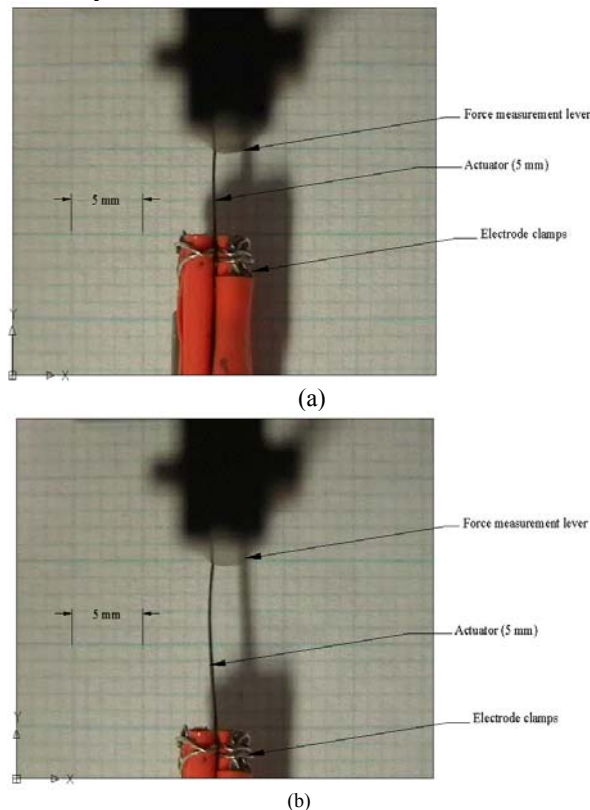 Force measurement lever
Actuator (5 mm)
5 mm
Electrode clamps
Y
X
(a)
Force measurement lever
5 mm
Actuator (5 mm)
Electrode clamps
Y
X
(b)